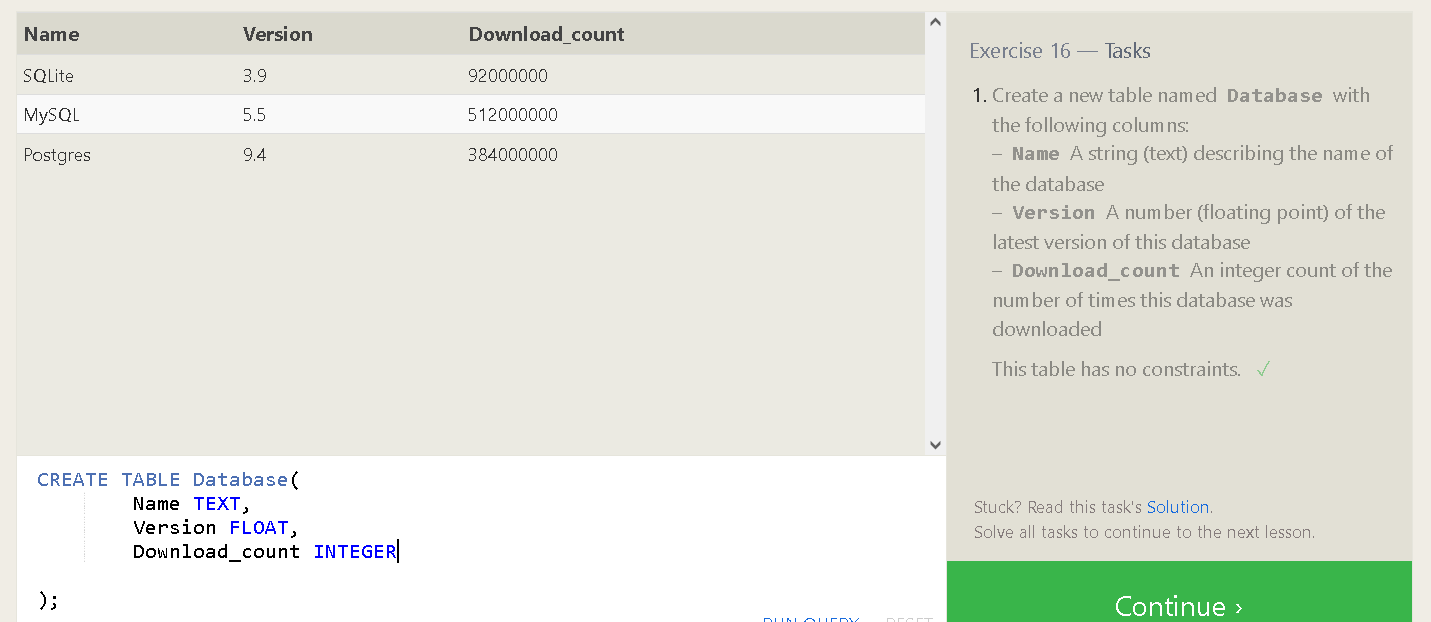 Name Version Download_count
SQLite 3.9 92000000
MySQL 5.5 512000000
Postgres 9.4 384000000
CREATE TABLE Database(
Name TEXT,
Version FLOAT,
Download_count INTEGER
);
RUN QUERY RESET
Exercise 16 — Tasks
1. Create a new table named Database with
the following columns:
– Name A string (text) describing the name of
the database
– Version A number (floating point) of the
latest version of this database
– Download_count An integer count of the
number of times this database was
downloaded
This table has no constraints. ✓
Stuck? Read this task's Solution.
Solve all tasks to continue to the next lesson.
Continue ›